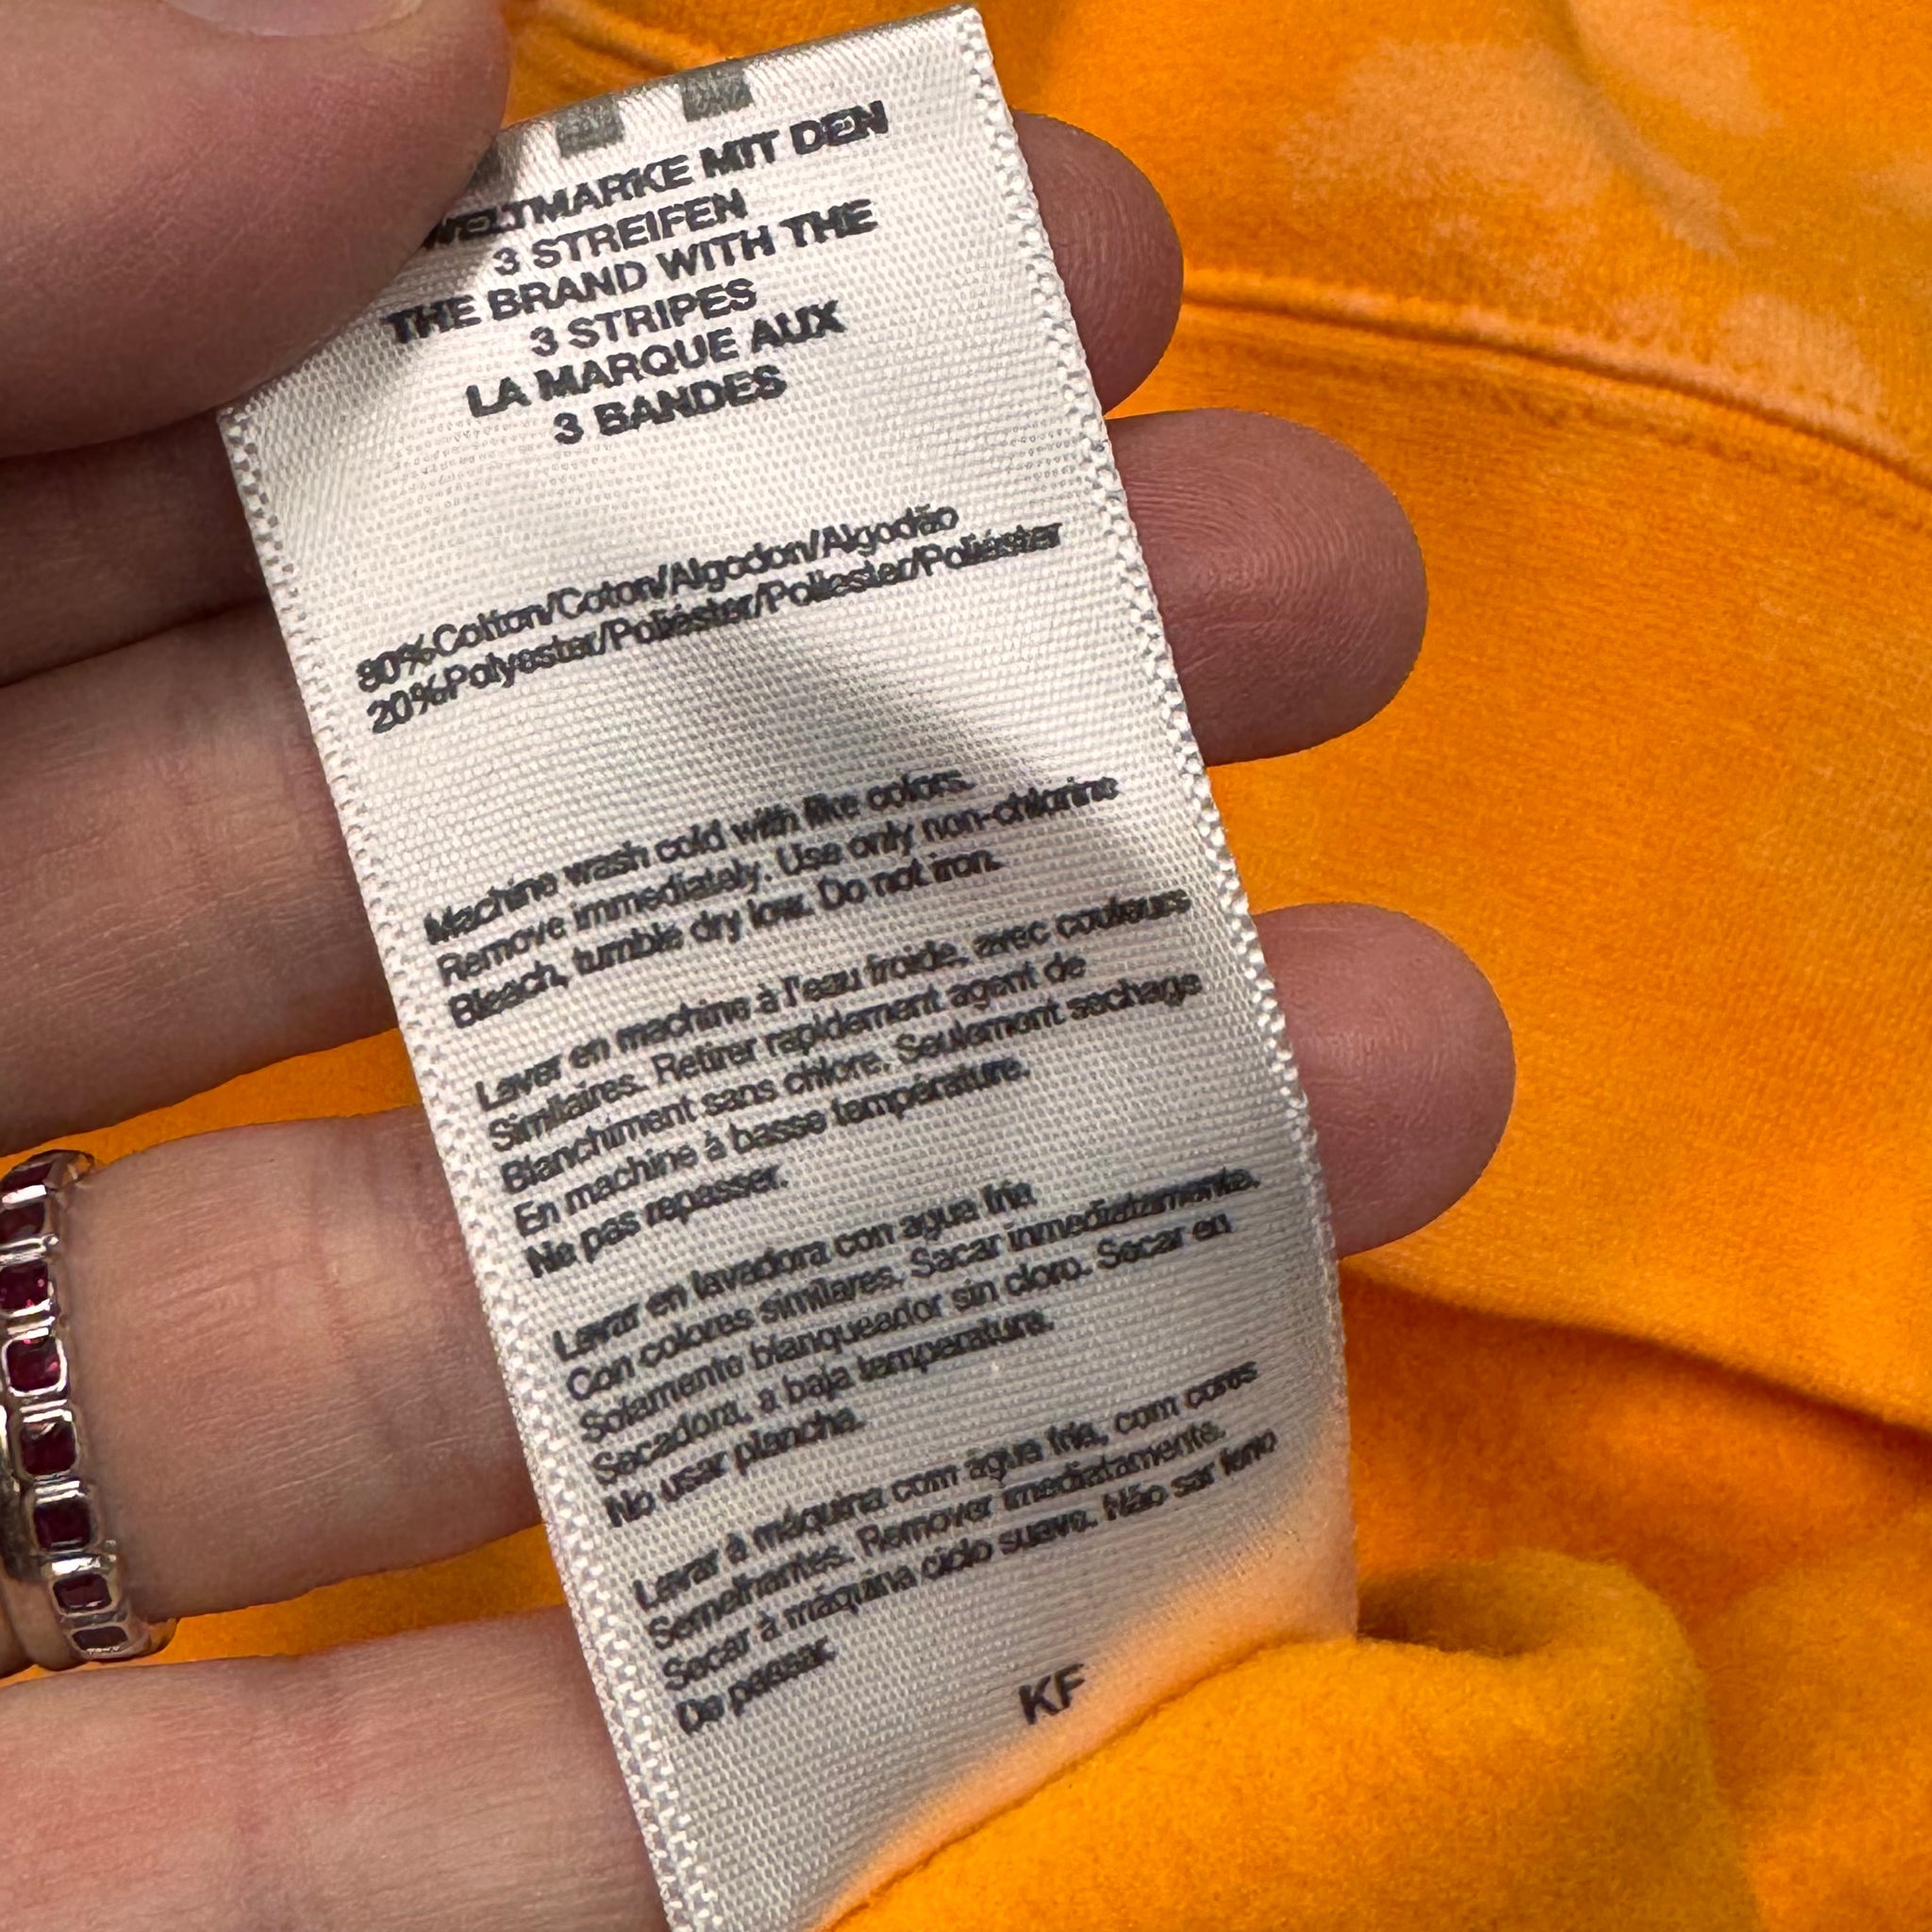 WELTMARKE MIT DEN
3 STREIFEN
THE BRAND WITH THE
3 STRIPES
LA MARQUE AUX
3 BANDES
80%Cotton/Coton/Algodon/Algodão
20%Polyester/Poliéster/Poliester/Poliéster
Machine wash cold with like colors.
Remove immediately. Use only non-chlorine
Bleach, tumble dry low. Do not iron.
Laver en machine à l'eau froide, avec couleurs
Similaires. Retirer rapidement agent de
Blanchiment sans chlore. Seulemont sechage
En machine à basse température.
Ne pas repasser.
Lavar en lavadora con agua fria
Con colores similares. Sacar inmediatamente.
Solamente blanqueador sin cloro. Secar en
Secadora, a baja temperatura.
No usar plancha.
Lavar à máquina com àgua fria, com cores
Semelhantes. Remover imediatamente.
Secar à máquina ciclo suave. Não sar ferro
De passar.
KF